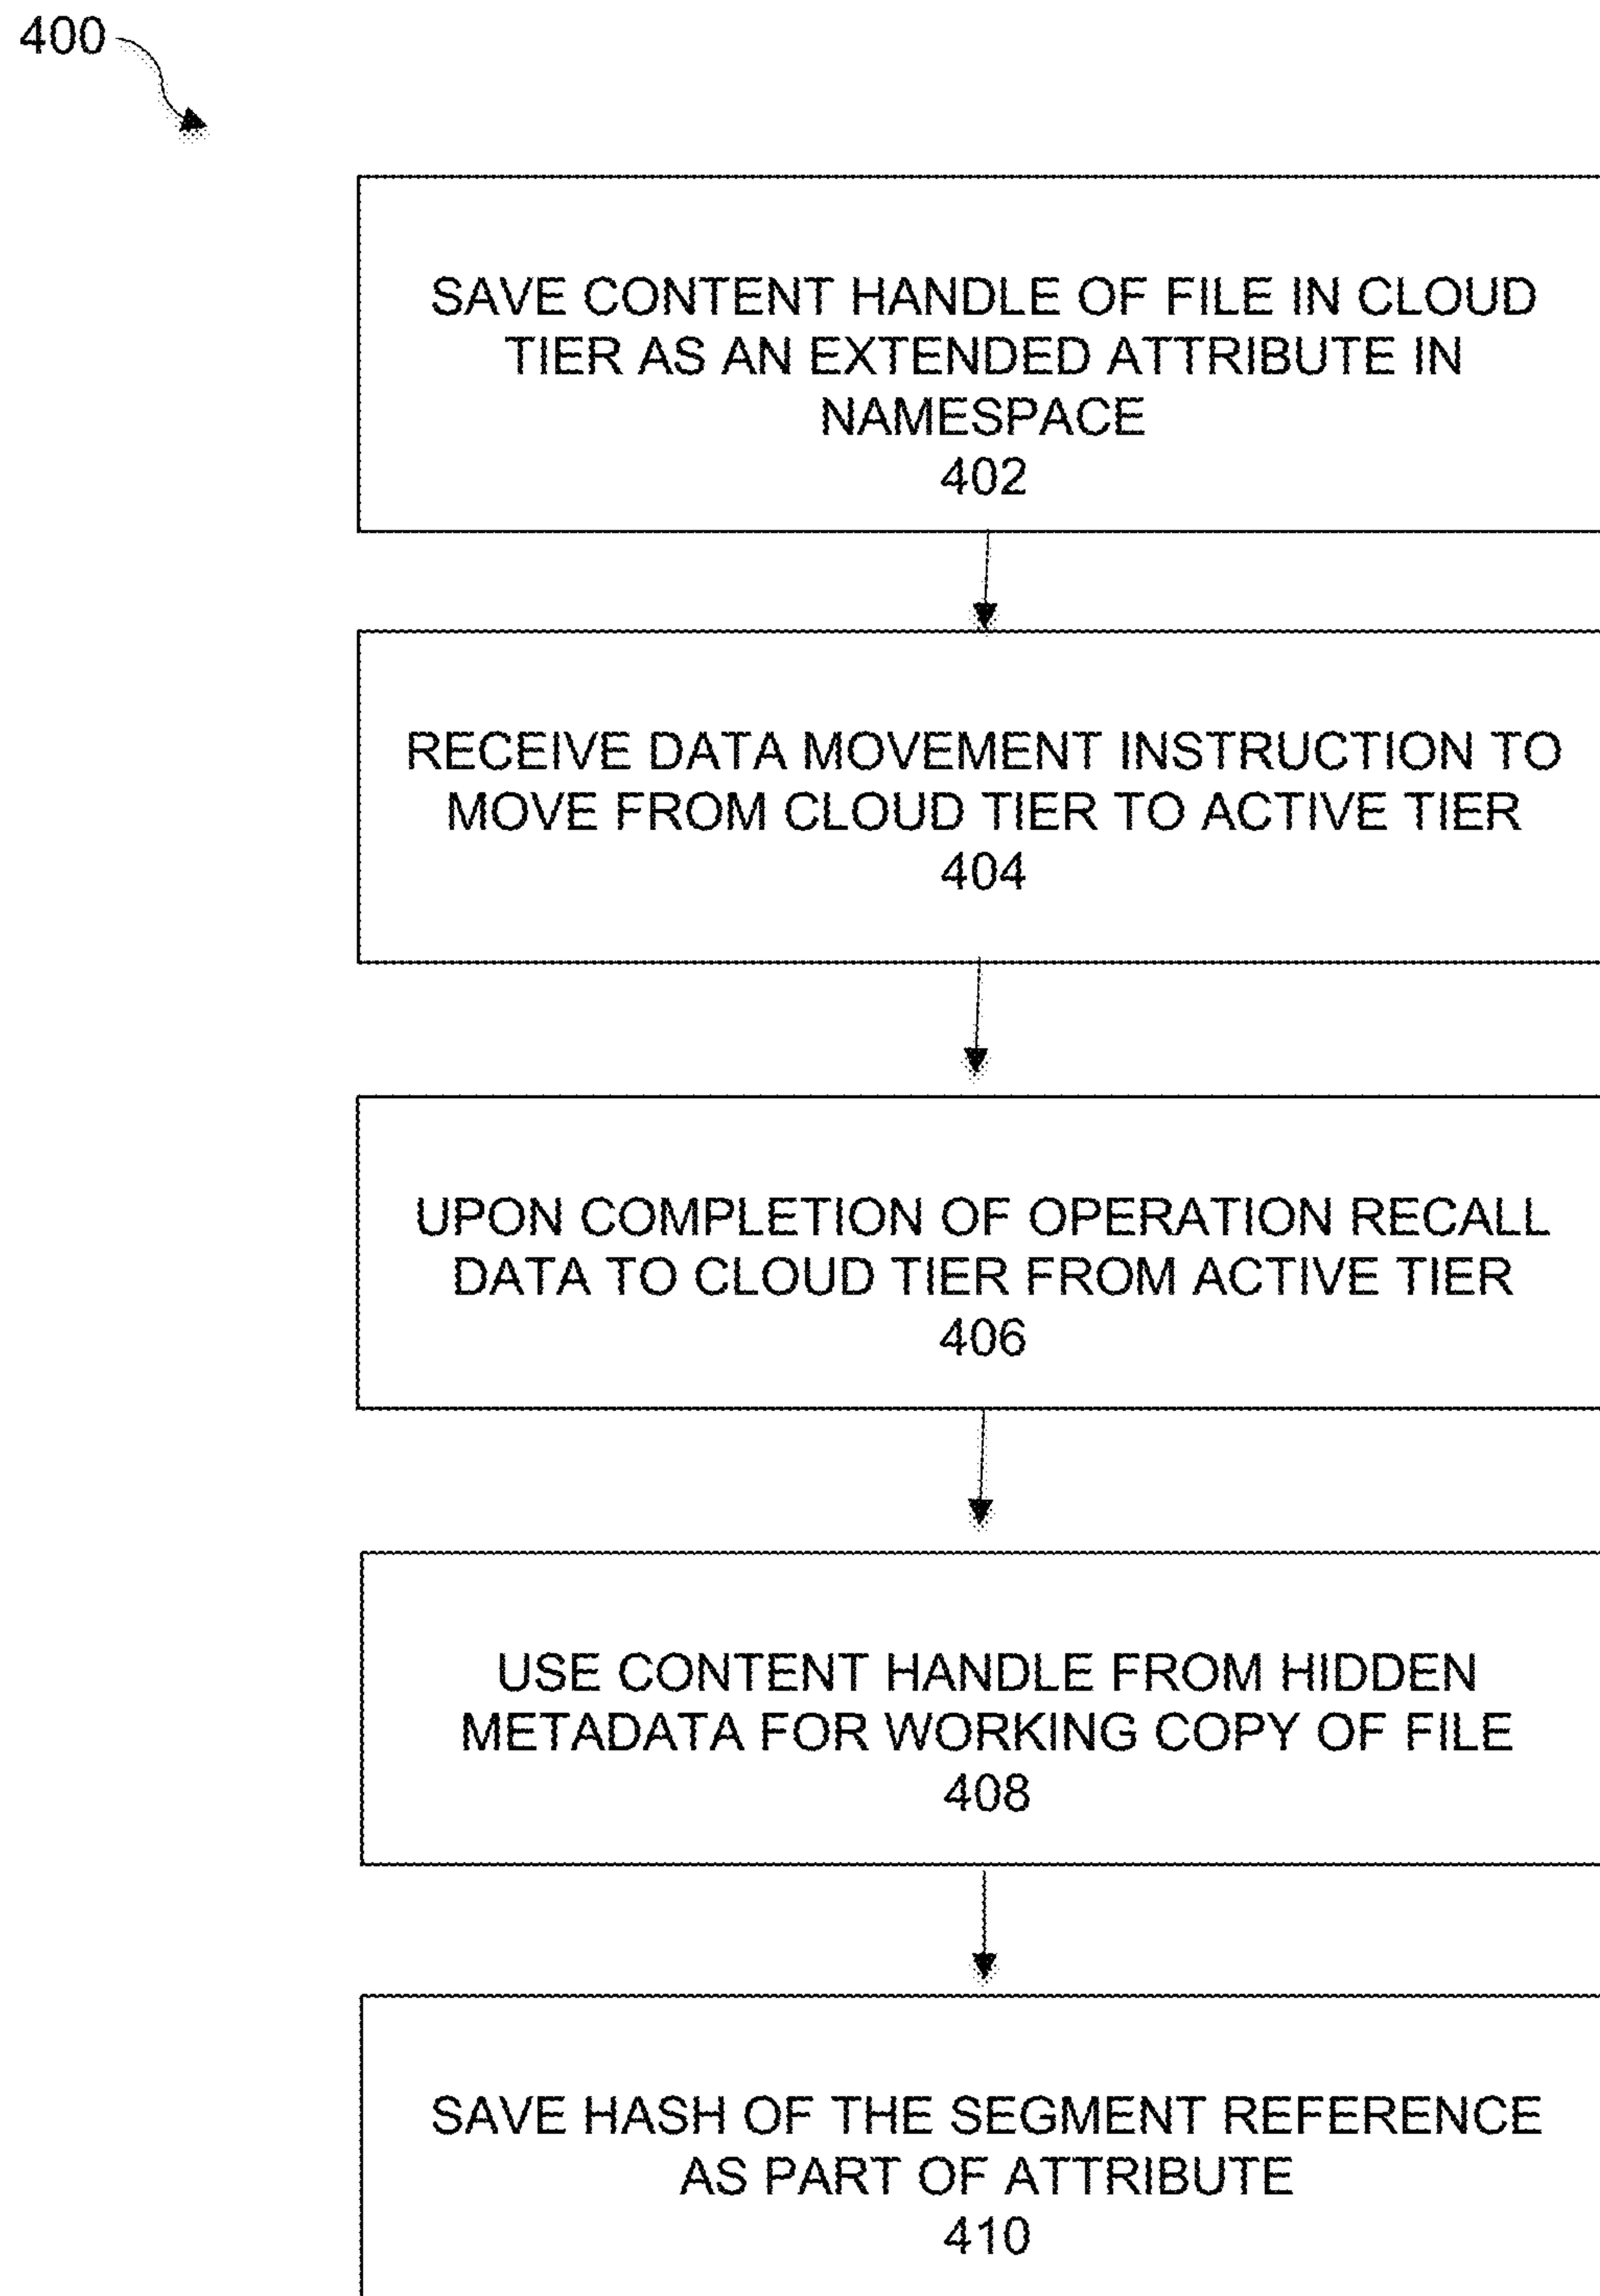 400
SAVE CONTENT HANDLE OF FILE IN CLOUD
TIER AS AN EXTENDED ATTRIBUTE IN
NAMESPACE
402
RECEIVE DATA MOVEMENT INSTRUCTION TO
MOVE FROM CLOUD TIER TO ACTIVE TIER
404
UPON COMPLETION OF OPERATION RECALL
DATA TO CLOUD TIER FROM ACTIVE TIER
406
USE CONTENT HANDLE FROM HIDDEN
METADATA FOR WORKING COPY OF FILE
408
SAVE HASH OF THE SEGMENT REFERENCE
AS PART OF ATTRIBUTE
410